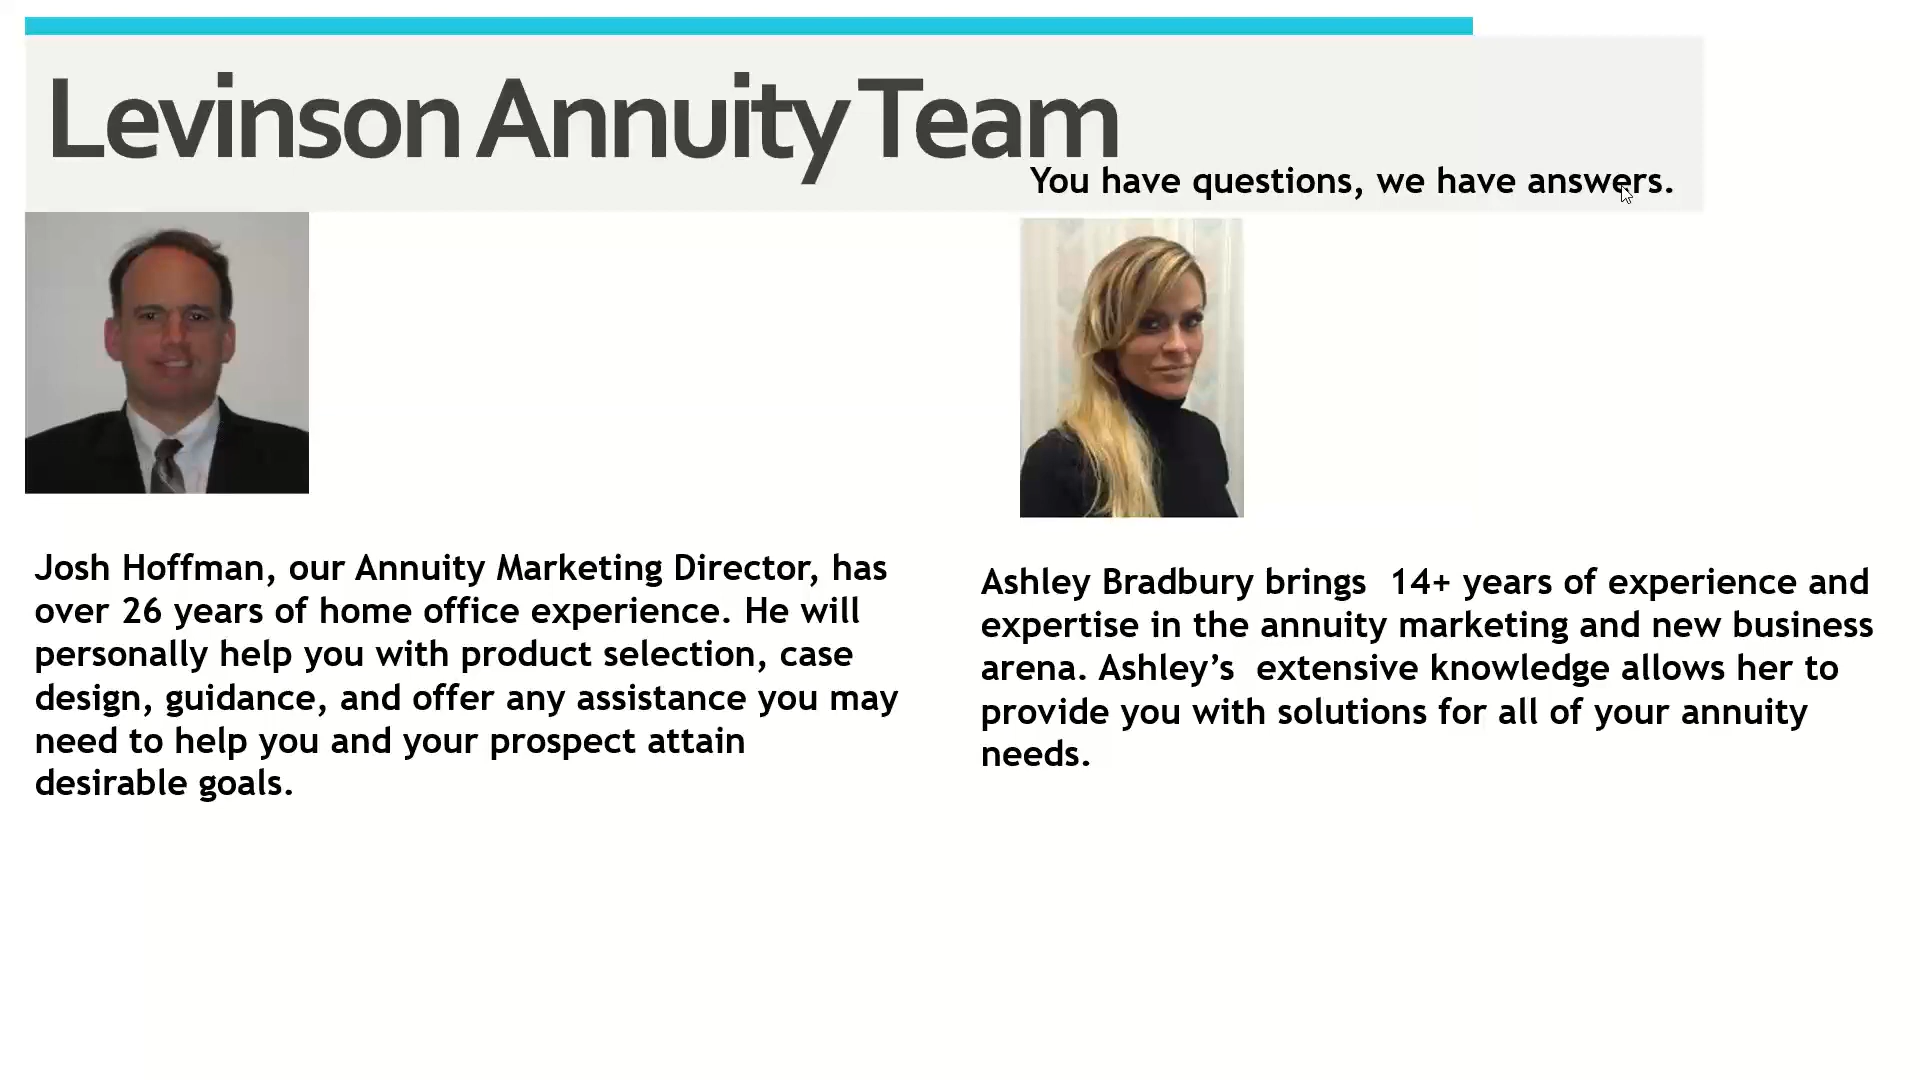 Levinson Annuity Team
You have questions, we have answers.
Josh Hoffman, our Annuity Marketing Director, has
over 26 years of home office experience. He will
personally help you with product selection, case
design, guidance, and offer any assistance you may
need to help you and your prospect attain
desirable goals.
Ashley Bradbury brings  14+ years of experience and
expertise in the annuity marketing and new business
arena. Ashley’s  extensive knowledge allows her to
provide you with solutions for all of your annuity
needs.